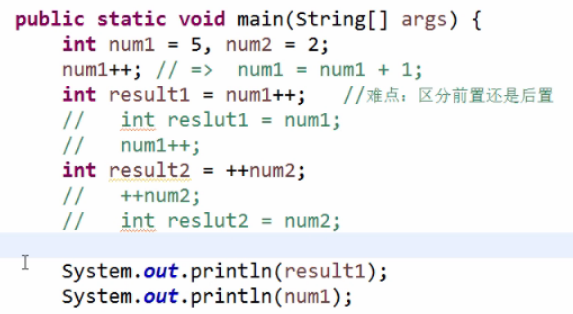 public static void main(String[] args) {
int num1 = 5, num2 = 2;
num1++; // => num1 = num1 + 1;
int result1 = num1++; //难点：区分前置还是后置
// int reslut1 = num1;
// num1++;
int result2 = ++num2;
// ++num2;
// int reslut2 = num2;
System.out.println(result1);
System.out.println(num1);